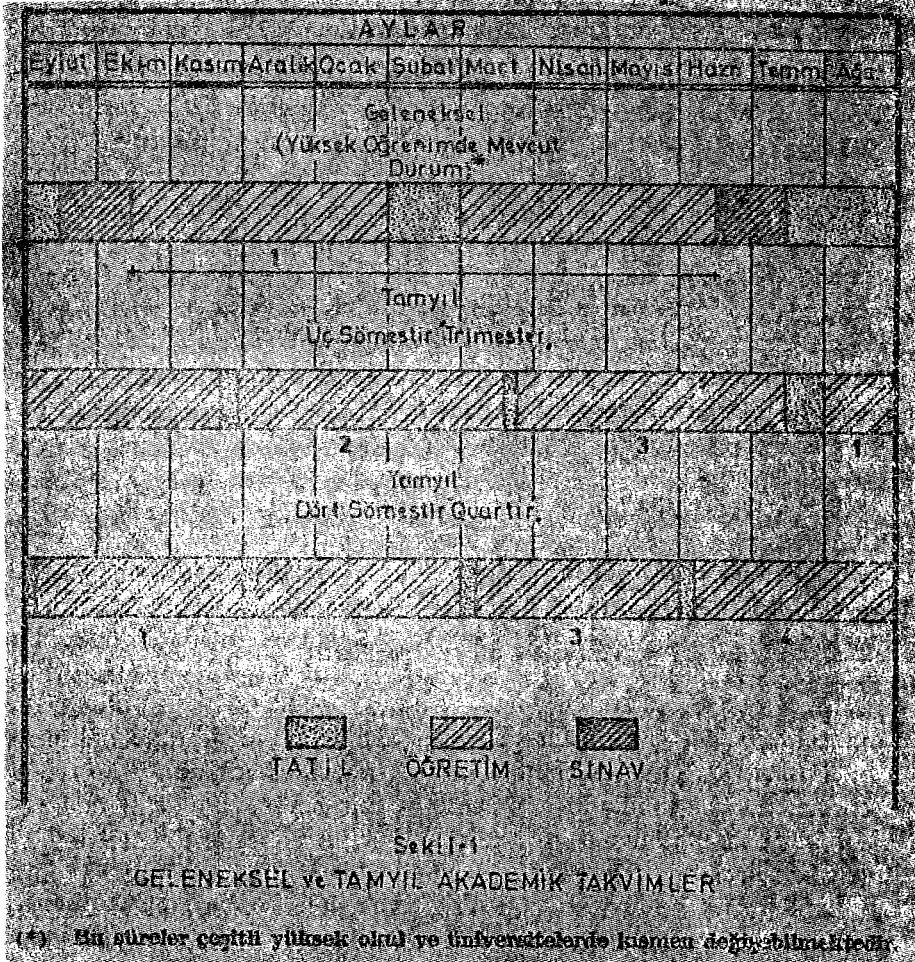 AYLAR
Eylül Ekim Kasım Aralık Ocak Şubat Mart Nisan Mayıs Hazn Temm Ağs
Geleneksel
(Yüksek Öğrenimde Mevcut
Durum)*
1
Tamyıl
Üç Sömestir Trimester.
2 3 1
Tamyıl
Dört Sömestir Quartır.
1 3 4
TATİL ÖĞRETİM SINAV
Şekil:1
GELENEKSEL ve TAMYIL AKADEMİK TAKVİMLER
(*) Bu süreler çeşitli yüksek okul ve üniversitelerde kısmen değişebilmektedir.